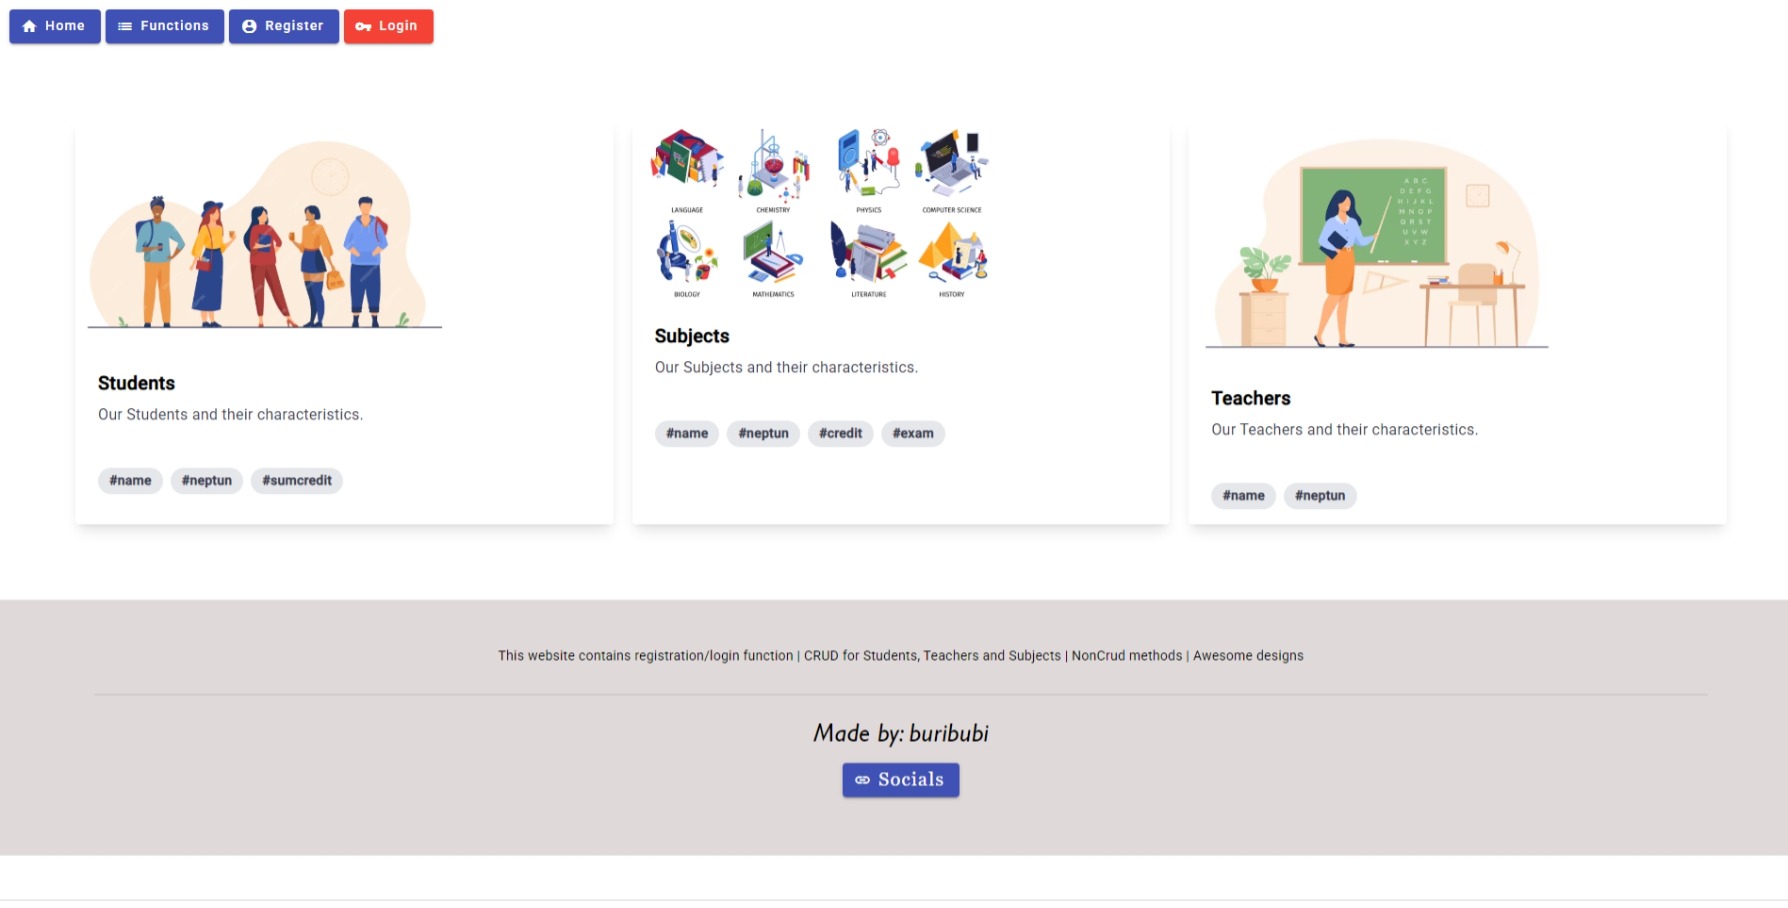 Home Functions Register Login
LANGUAGE CHEMISTRY PHYSICS COMPUTER SCIENCE
BIOLOGY MATHEMATICS LITERATURE HISTORY
A B C
D E F G
H I J K L
M N O P
Q R S T
U V W
X Y Z
Students
Our Students and their characteristics.
#name #neptun #sumcredit
Subjects
Our Subjects and their characteristics.
#name #neptun #credit #exam
Teachers
Our Teachers and their characteristics.
#name #neptun
This website contains registration/login function | CRUD for Students, Teachers and Subjects | NonCrud methods | Awesome designs
Made by: buribubi
Socials